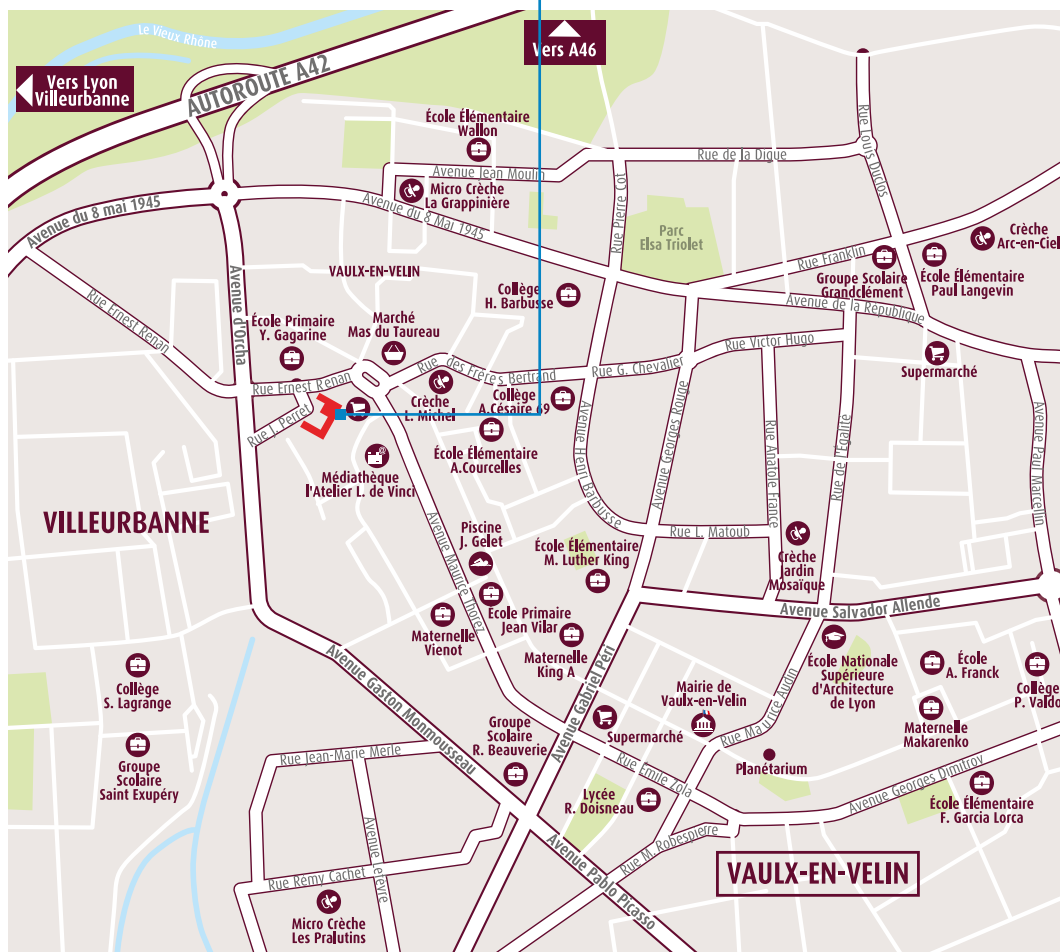 Le Vieux Rhône
Vers A46
Vers Lyon
Villeurbanne
AUTOROUTE A42
École Élémentaire
Wallon
Rue de la Digue
Rue Louis Duclos
Avenue Jean Moulin
Micro Crèche
La Grappinière
Rue Pierre Cot
Avenue du 8 mai 1945
Avenue du 8 Mai 1945
Parc
Elsa Triolet
Crèche
Arc-en-Ciel
Rue Franklin
Groupe Scolaire
Grandclément
École Élémentaire
Paul Langevin
VAULX-EN-VELIN
Collège
H. Barbusse
Avenue de la République
Rue Ernest Renan
Avenue d'Orcha
École Primaire
Y. Gagarine
Marché
Mas du Taureau
Rue Victor Hugo
Supermarché
Rue des Frères Bertrand
Rue G. Chevalier
Rue Ernest Renan
Crèche
L. Michel
Collège
A.Césaire 69
Rue J. Perret
École Élémentaire
A.Courcelles
Médiathèque
l'Atelier L. de Vinci
Avenue Henri Barbusse
Avenue Georges Rouge
Rue Anatole France
Rue de l'Égalité
Avenue Paul Marcellin
VILLEURBANNE
Piscine
J. Gelet
Rue L. Matoub
École Élémentaire
M. Luther King
Crèche
Jardin
Mosaïque
Avenue Maurice Thorez
Avenue Salvador Allende
École Primaire
Jean Vilar
Maternelle
Vienot
Maternelle
King A
École Nationale
Supérieure
d'Architecture
de Lyon
École
A. Franck
Collège
P. Valdo
Collège
S. Lagrange
Avenue Gaston Monmousseau
Avenue Gabriel Péri
Mairie de
Vaulx-en-Velin
Rue Maurice Audin
Maternelle
Makarenko
Groupe
Scolaire
R. Beauverie
Supermarché
Planétarium
Groupe
Scolaire
Saint Exupéry
Rue Jean-Marie Merle
Rue Emile Zola
Avenue Georges Dimitrov
Lycée
R. Doisneau
École Élémentaire
F. Garcia Lorca
Avenue Lefevre
Rue M. Robespierre
Avenue Pablo Picasso
VAULX-EN-VELIN
Rue Rémy Cachet
Micro Crèche
Les Pralutins